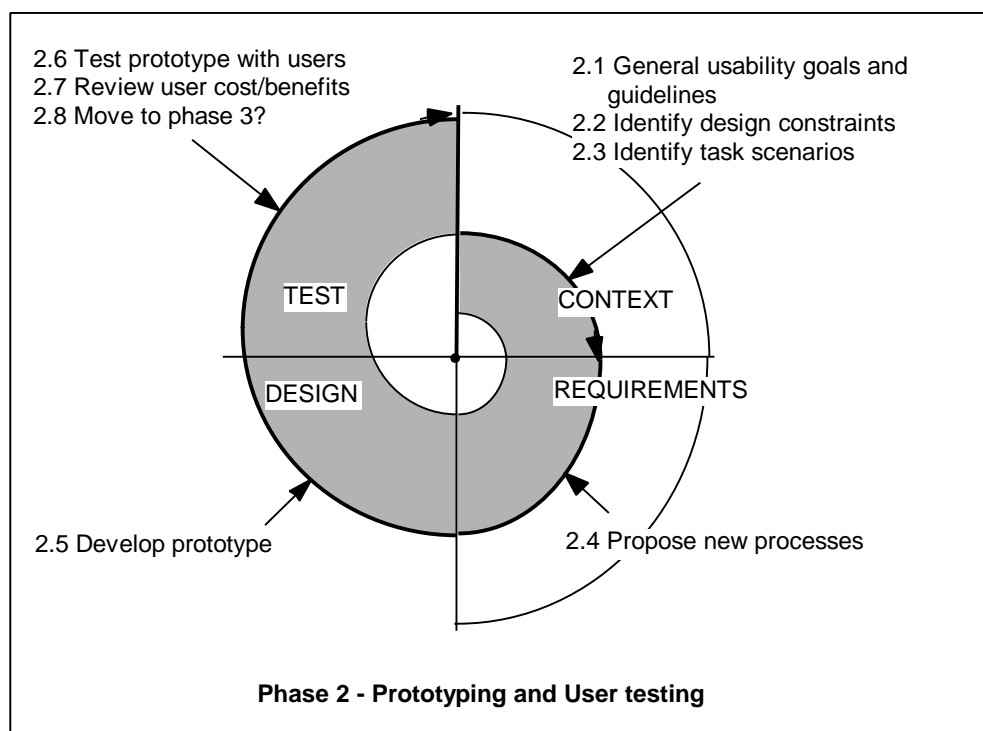 2.6 Test prototype with users
2.7 Review user cost/benefits
2.8 Move to phase 3?
2.1 General usability goals and
guidelines
2.2 Identify design constraints
2.3 Identify task scenarios
TEST
CONTEXT
DESIGN
REQUIREMENTS
2.5 Develop prototype
2.4 Propose new processes
Phase 2 - Prototyping and User testing